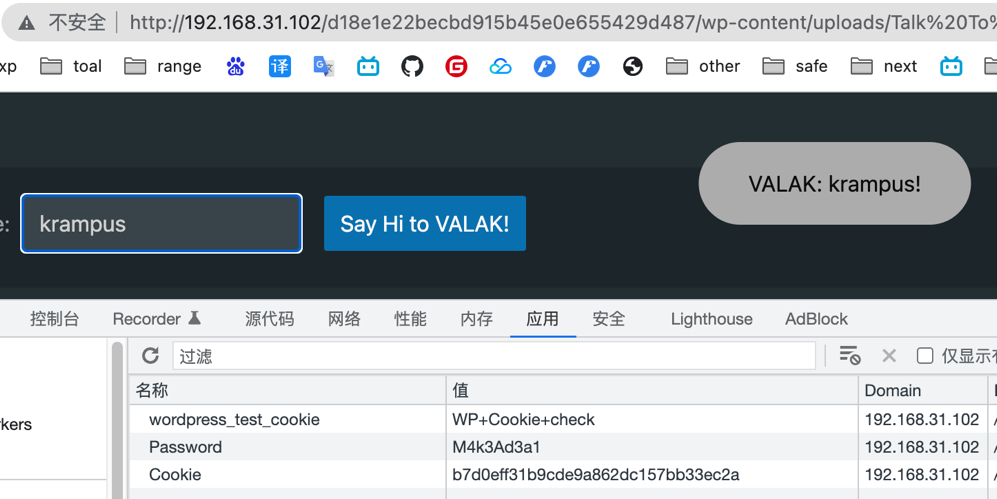 不安全 http://192.168.31.102/d18e1e22becbd915b45e0e655429d487/wp-content/uploads/Talk%20To%
xp toal range 译 G other safe next
VALAK: krampus!
e: krampus Say Hi to VALAK!
控制台 Recorder 源代码 网络 性能 内存 应用 安全 Lighthouse AdBlock
过滤 仅显示有
名称 值 Domain
kers
wordpress_test_cookie WP+Cookie+check 192.168.31.102 /
Password M4k3Ad3a1 192.168.31.102 /
Cookie b7d0eff31b9cde9a862dc157bb33ec2a 192.168.31.102 /